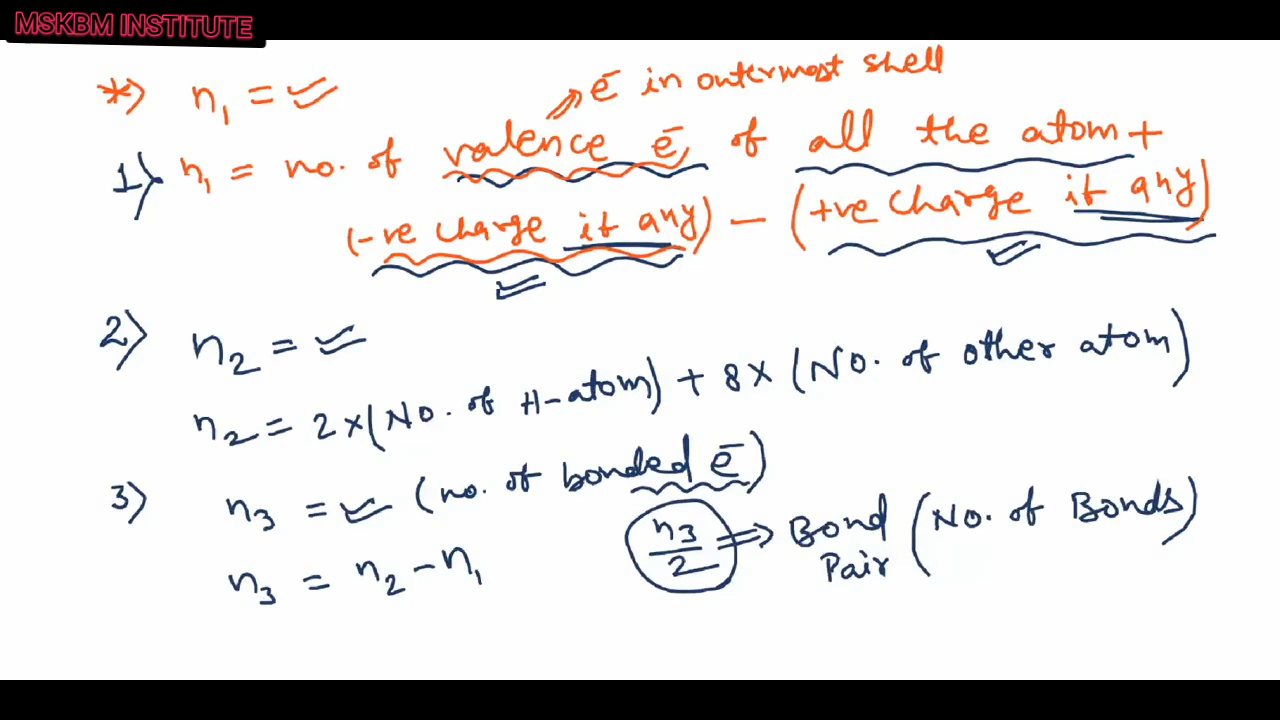 MSKBM INSTITUTE
*) n₁ = 
⇒ e⁻ in outermost shell
1) n₁ = no. of valence e⁻ of all the atom +
(-ve charge if any) — (+ve charge if any)
2) n₂ =
n₂ = 2×(No. of H-atom) + 8× (No. of other atom)
3) n₃ = (no. of bonded e⁻)
n₃ = n₂ - n₁
n₃/2 ⇒ Bond Pair (No. of Bonds)